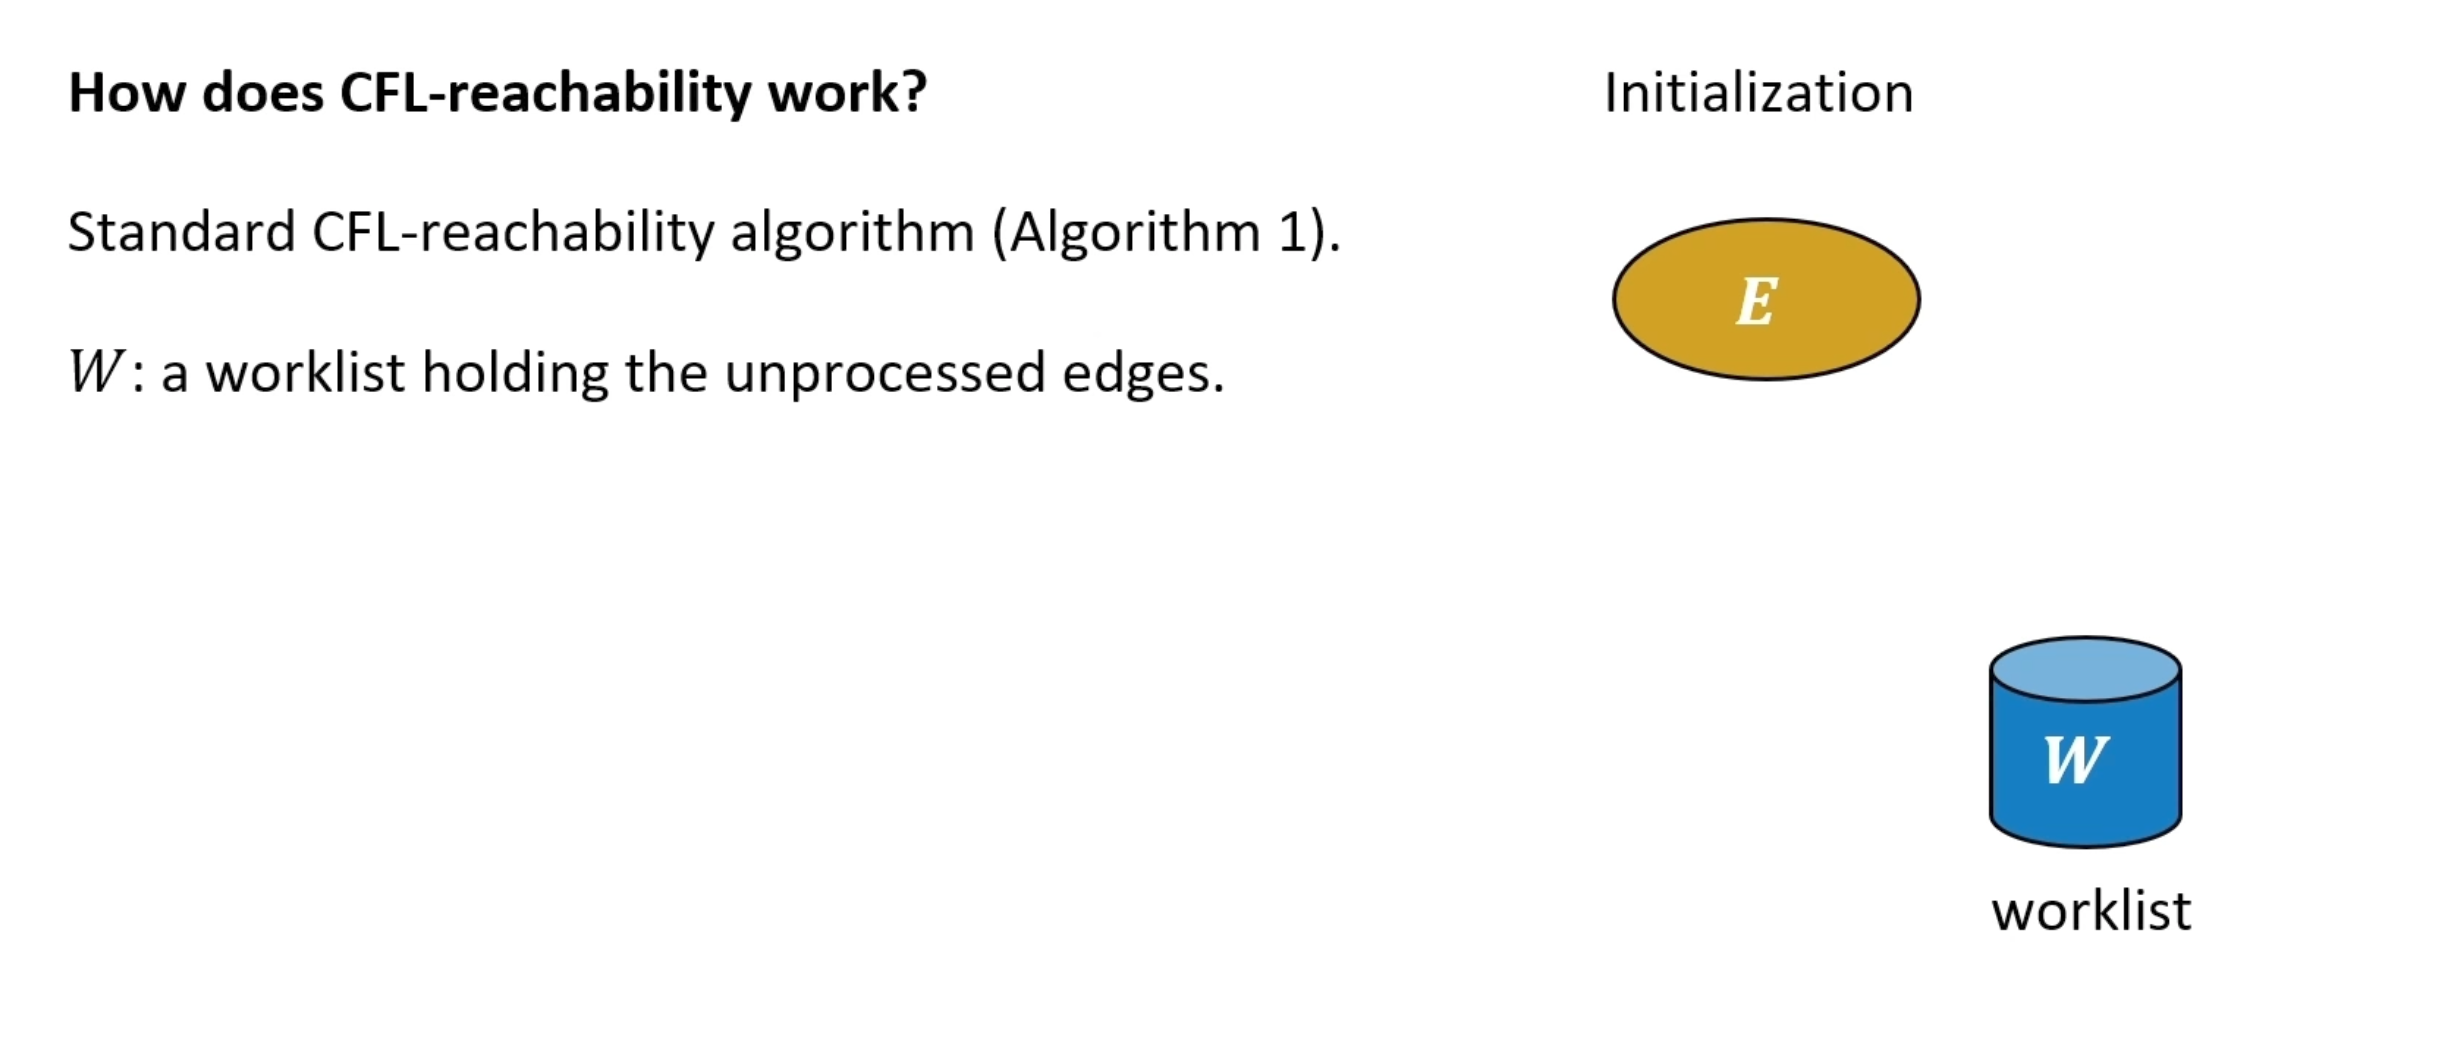 How does CFL-reachability work?
Initialization
Standard CFL-reachability algorithm (Algorithm 1).
E
W: a worklist holding the unprocessed edges.
W
worklist